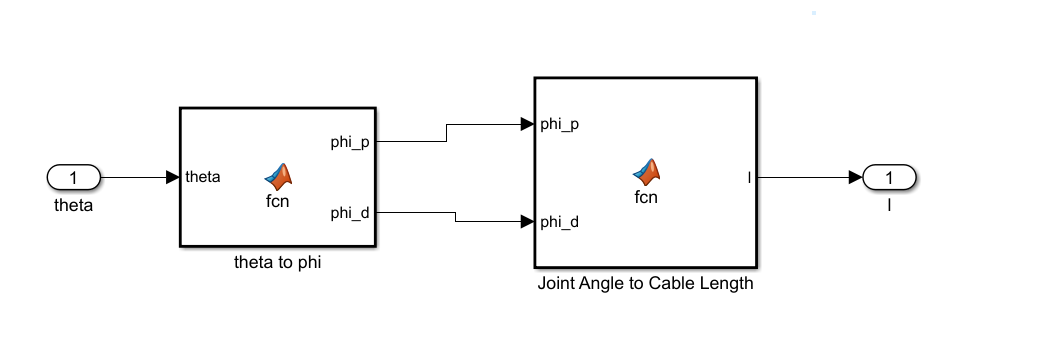 1
theta
theta
phi_p
phi_d
fcn
theta to phi
phi_p
phi_d
l
fcn
Joint Angle to Cable Length
1
l